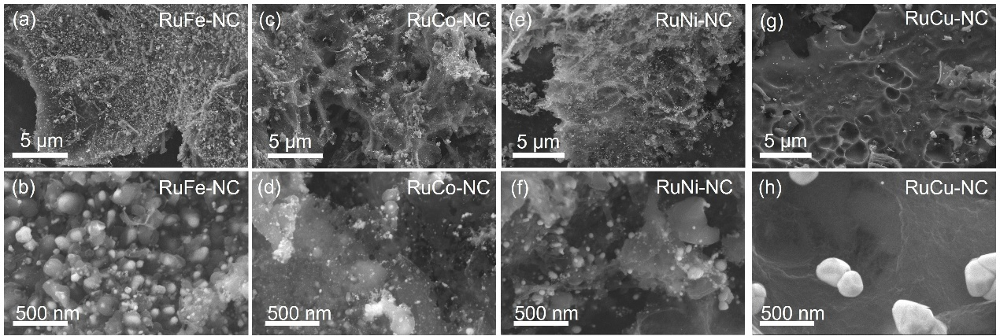 (a) RuFe-NC
5 µm
(c) RuCo-NC
5 µm
(e) RuNi-NC
5 µm
(g) RuCu-NC
5 µm
(b) RuFe-NC
500 nm
(d) RuCo-NC
500 nm
(f) RuNi-NC
500 nm
(h) RuCu-NC
500 nm